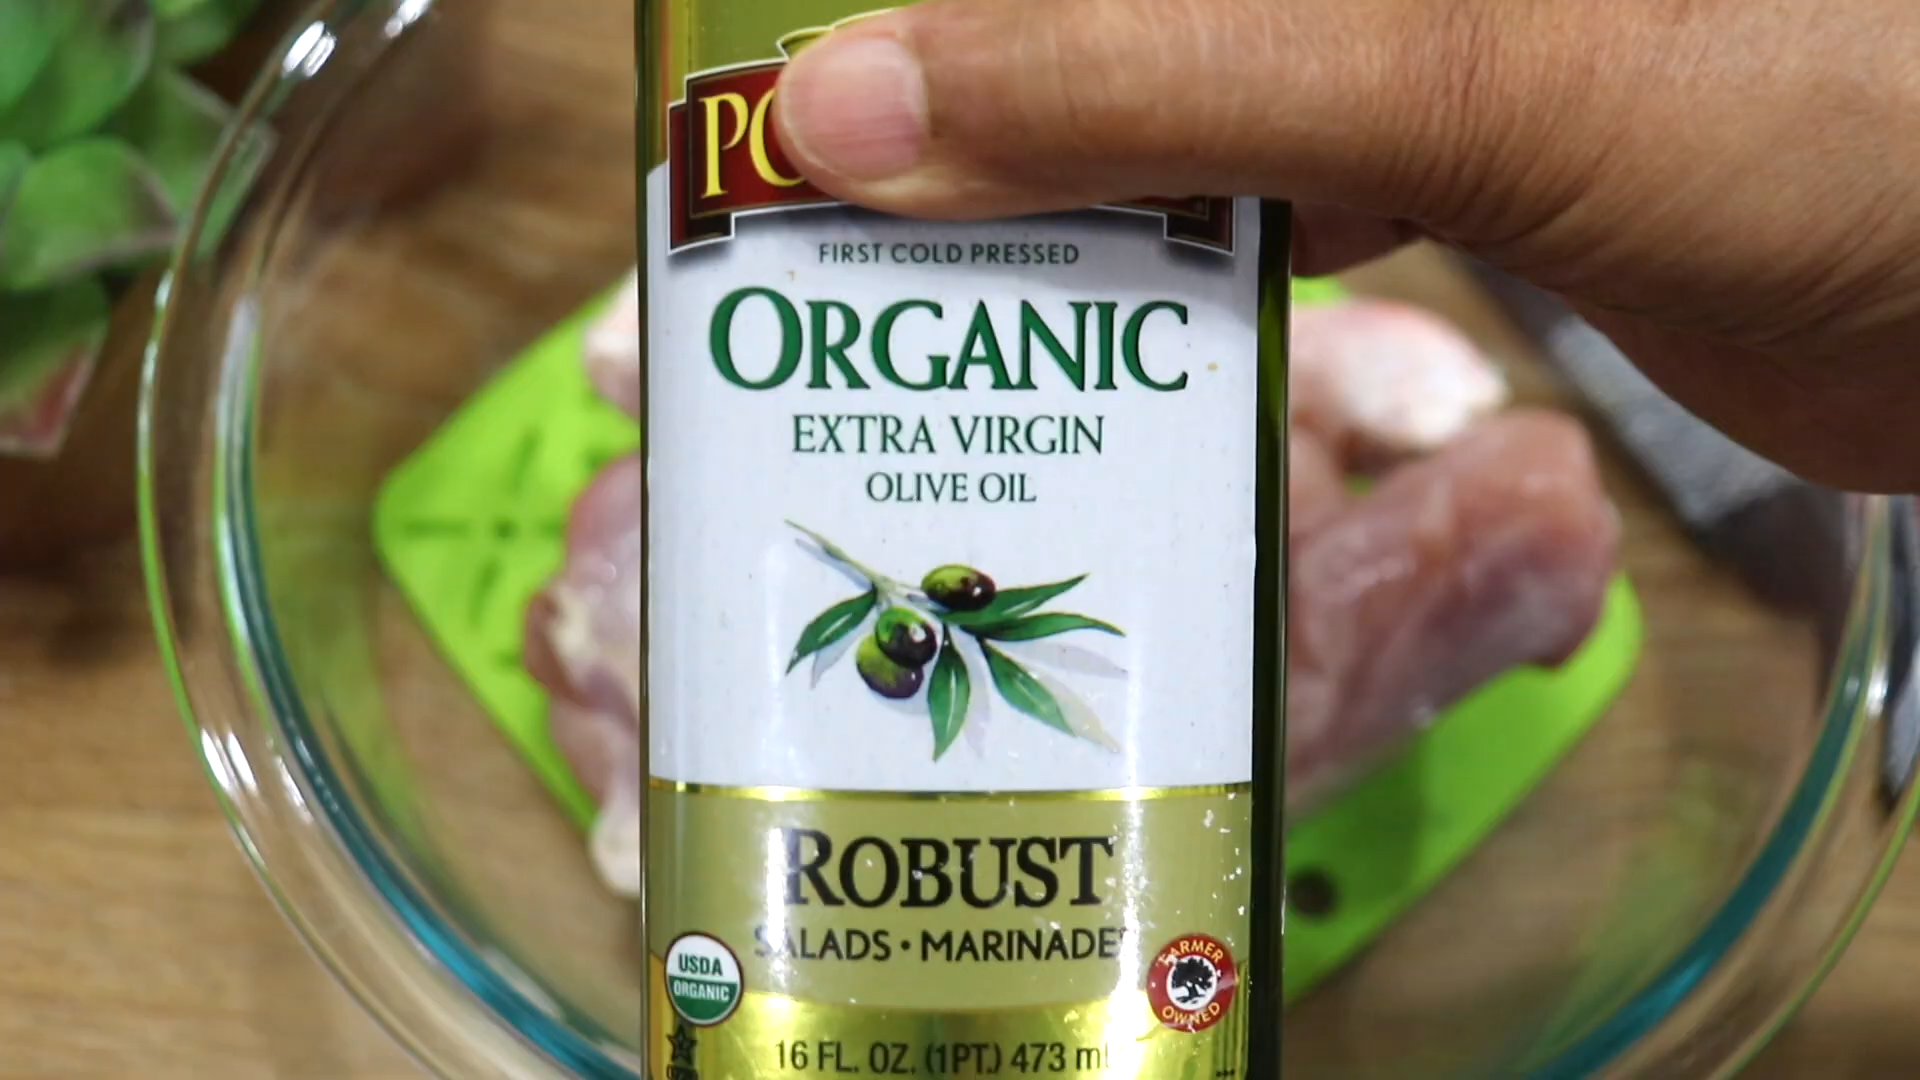 PO
FIRST COLD PRESSED
ORGANIC
EXTRA VIRGIN
OLIVE OIL
ROBUST
SALADS • MARINADE
USDA
ORGANIC
FARMER
OWNED
16 FL. OZ. (1PT.) 473 ml